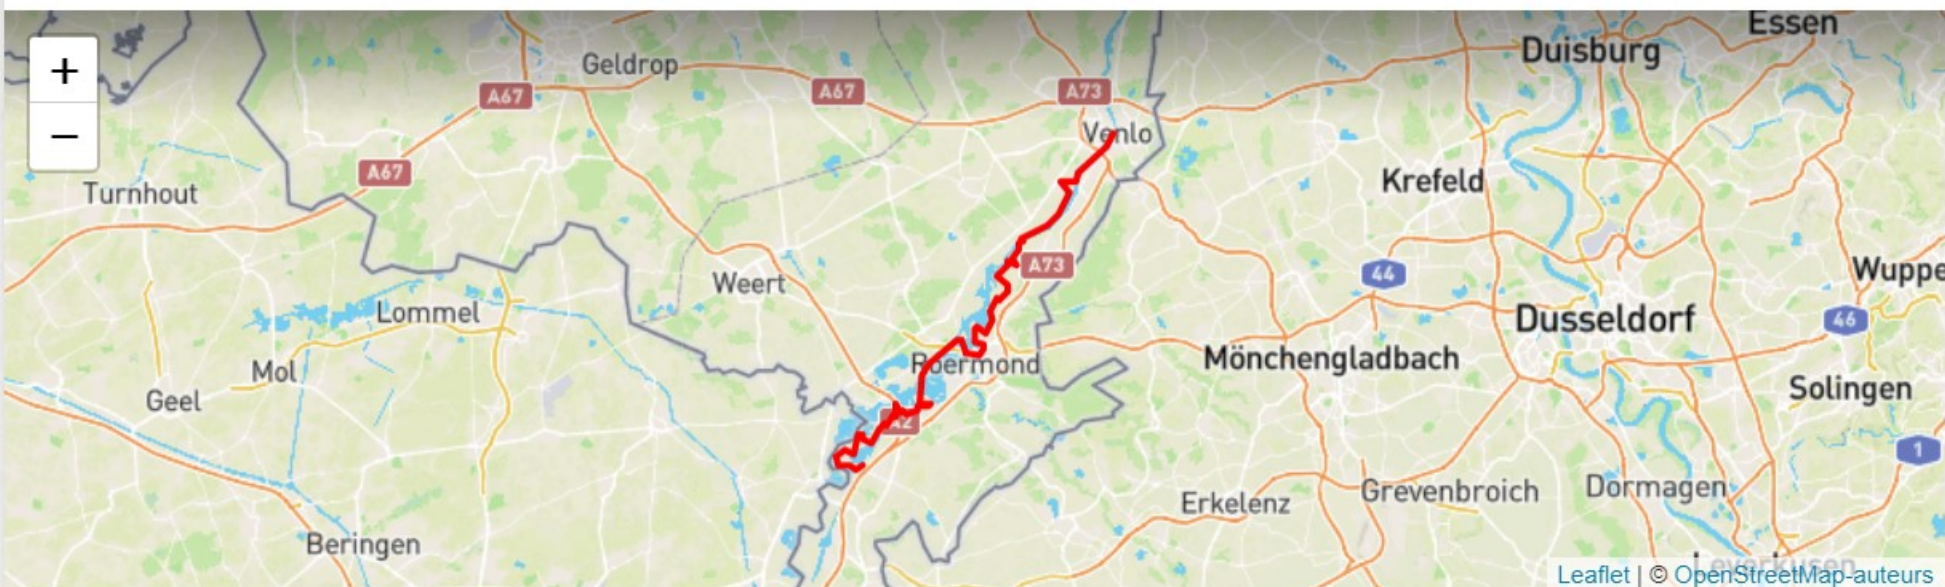 Essen
Duisburg
+
Geldrop
A67
A67
A73
−
Venlo
A67
Turnhout
Krefeld
A73
44
Wuppe
Weert
Lommel
Dusseldorf
46
Mönchengladbach
Roermond
Mol
Solingen
Geel
A2
1
Erkelenz
Grevenbroich
Dormagen
Beringen
Leverkusen
Leaflet | © OpenStreetMap-auteurs